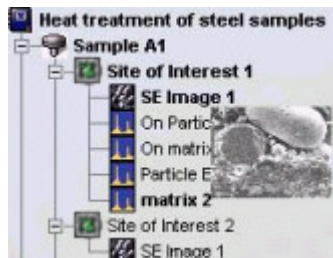 Heat treatment of steel samples
Sample A1
Site of Interest 1
SE Image 1
On Partic
On matrix
Particle E
matrix 2
Site of Interest 2
SE Image 1